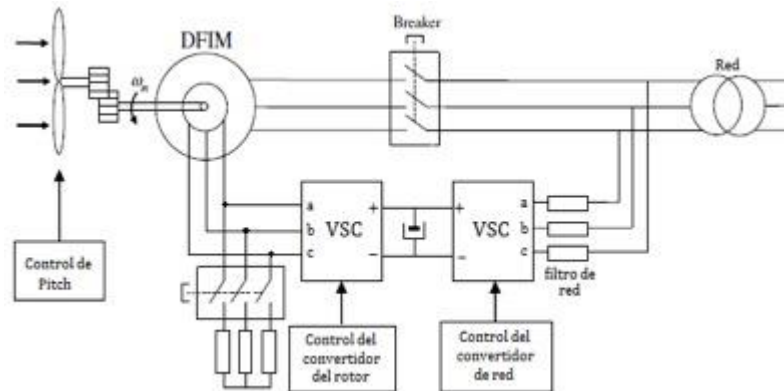 Breaker
DFIM
Red
ωm
a
b
c
VSC
+
−
+
−
VSC
a
b
c
filtro de
red
Control de
Pitch
Control del
convertidor
del rotor
Control del
convertidor
de red